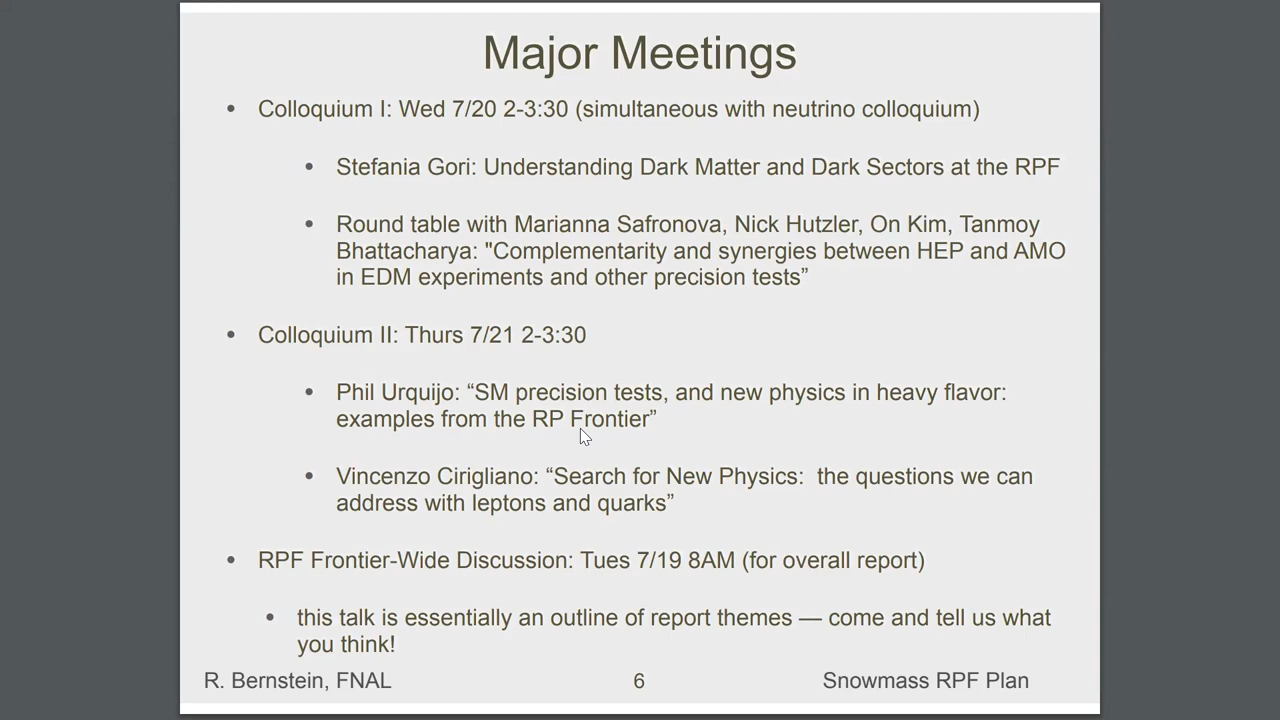 Major Meetings
• Colloquium I: Wed 7/20 2-3:30 (simultaneous with neutrino colloquium)
• Stefania Gori: Understanding Dark Matter and Dark Sectors at the RPF
• Round table with Marianna Safronova, Nick Hutzler, On Kim, Tanmoy
Bhattacharya: "Complementarity and synergies between HEP and AMO
in EDM experiments and other precision tests”
• Colloquium II: Thurs 7/21 2-3:30
• Phil Urquijo: “SM precision tests, and new physics in heavy flavor:
examples from the RP Frontier”
• Vincenzo Cirigliano: “Search for New Physics:  the questions we can
address with leptons and quarks”
• RPF Frontier-Wide Discussion: Tues 7/19 8AM (for overall report)
• this talk is essentially an outline of report themes — come and tell us what
you think!
R. Bernstein, FNAL 6 Snowmass RPF Plan